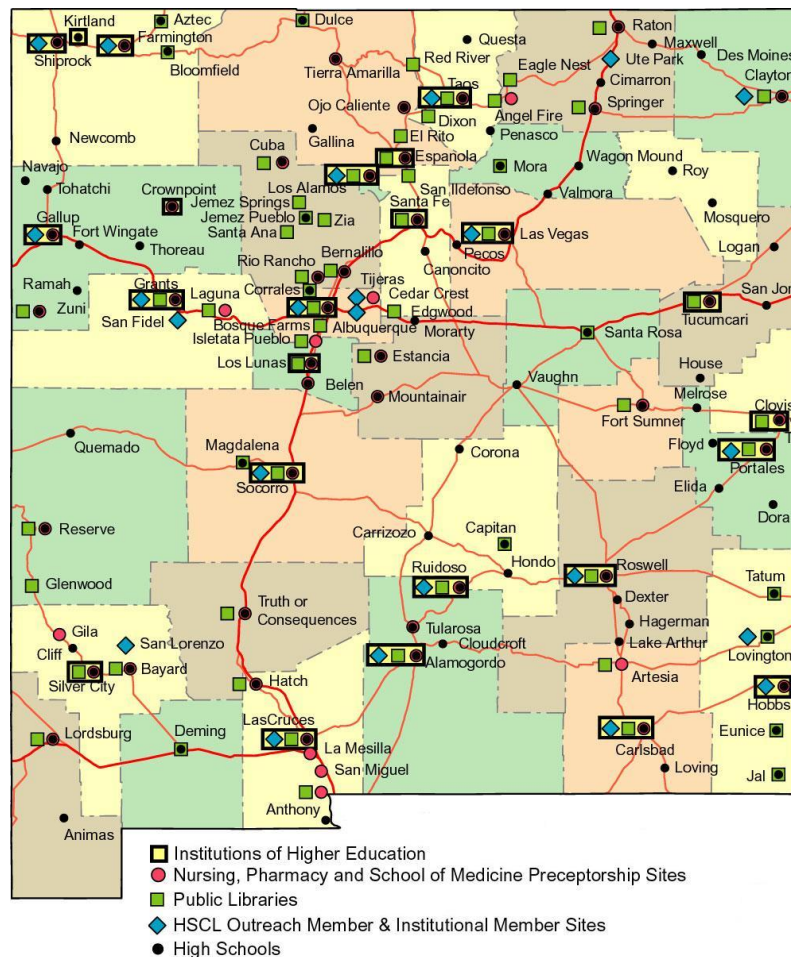 Kirtland
Aztec
Dulce
Questa
Raton
Shiprock
Farmington
Bloomfield
Tierra Amarilla
Red River
Taos
Eagle Nest
Maxwell
Ute Park
Des Moines
Cimarron
Clayton
Ojo Caliente
Dixon
Angel Fire
Springer
Newcomb
Gallina
El Rito
Penasco
Cuba
Española
Mora
Wagon Mound
Navajo
Tohatchi
Crownpoint
Los Alamos
San Ildefonso
Valmora
Roy
Jemez Springs
Jemez Pueblo
Zia
Santa Ana
Santa Fe
Mosquero
Gallup
Fort Wingate
Thoreau
Las Vegas
Pecos
Logan
Rio Rancho
Bernalillo
Canoncito
Ramah
Zuni
Grants
Laguna
Corrales
Tijeras
Cedar Crest
Edgwood
San Jon
San Fidel
Bosque Farms
Albuquerque
Morarty
Tucumcari
Isletata Pueblo
Santa Rosa
Los Lunas
Estancia
House
Belen
Mountainair
Vaughn
Melrose
Clovis
Fort Sumner
T
Quemado
Magdalena
Corona
Floyd
Portales
Socorro
Elida
Reserve
Carrizozo
Capitan
Dora
Glenwood
Ruidoso
Hondo
Roswell
Tatum
Truth or
Consequences
Dexter
Hagerman
Gila
Cliff
San Lorenzo
Tularosa
Cloudcroft
Lake Arthur
Lovington
Silver City
Bayard
Alamogordo
Artesia
Hatch
Hobbs
LasCruces
Lordsburg
Deming
La Mesilla
Carlsbad
Eunice
San Miguel
Loving
Jal
Animas
Anthony
Institutions of Higher Education
Nursing, Pharmacy and School of Medicine Preceptorship Sites
Public Libraries
HSCL Outreach Member & Institutional Member Sites
High Schools